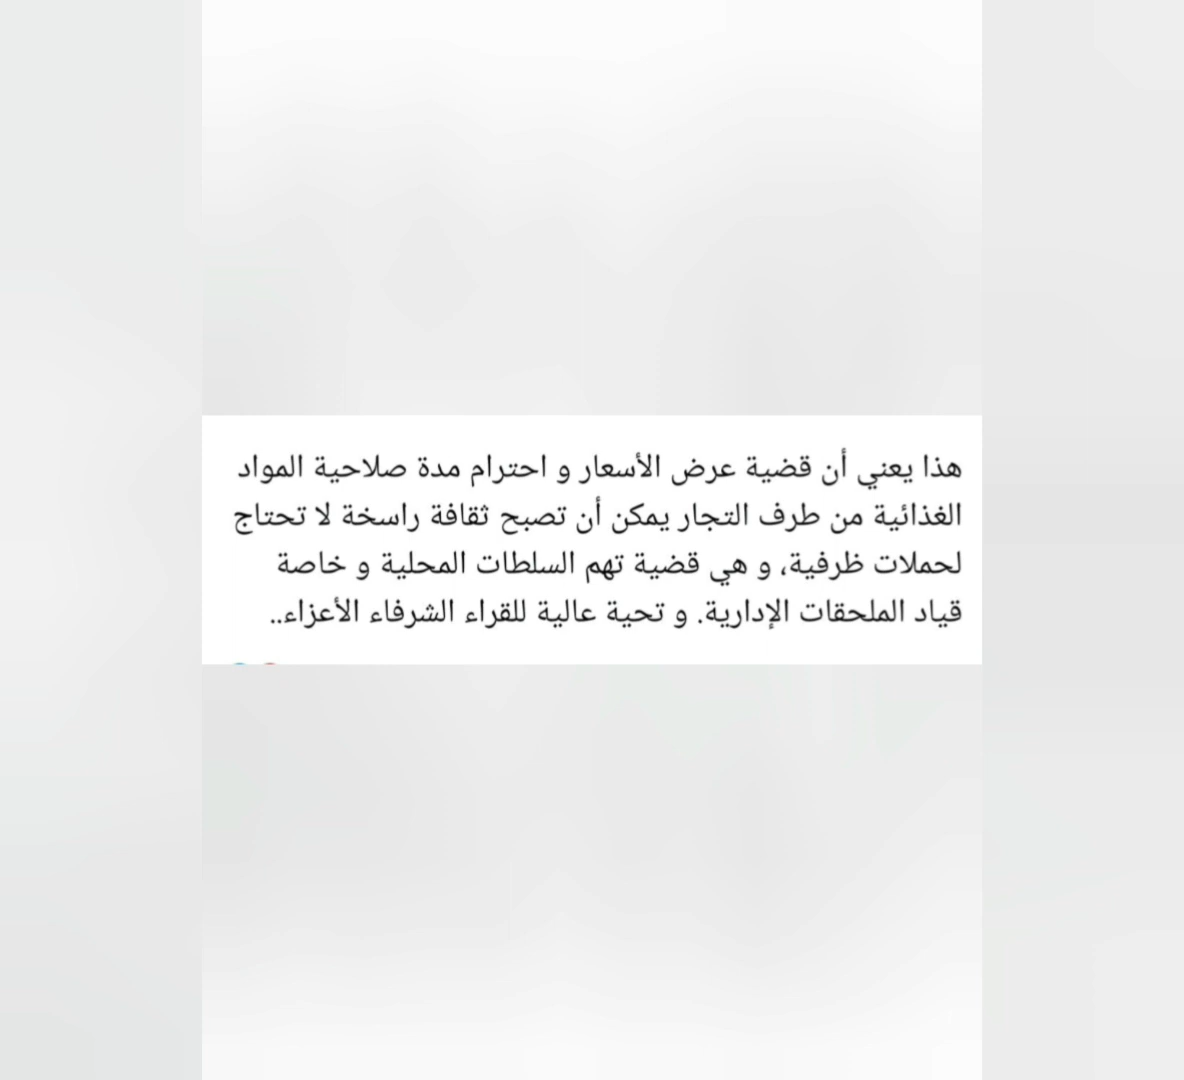 هذا يعني أن قضية عرض الأسعار و احترام مدة صلاحية المواد
الغذائية من طرف التجار يمكن أن تصبح ثقافة راسخة لا تحتاج
لحملات ظرفية، و هي قضية تهم السلطات المحلية و خاصة
قياد الملحقات الإدارية. و تحية عالية للقراء الشرفاء الأعزاء..